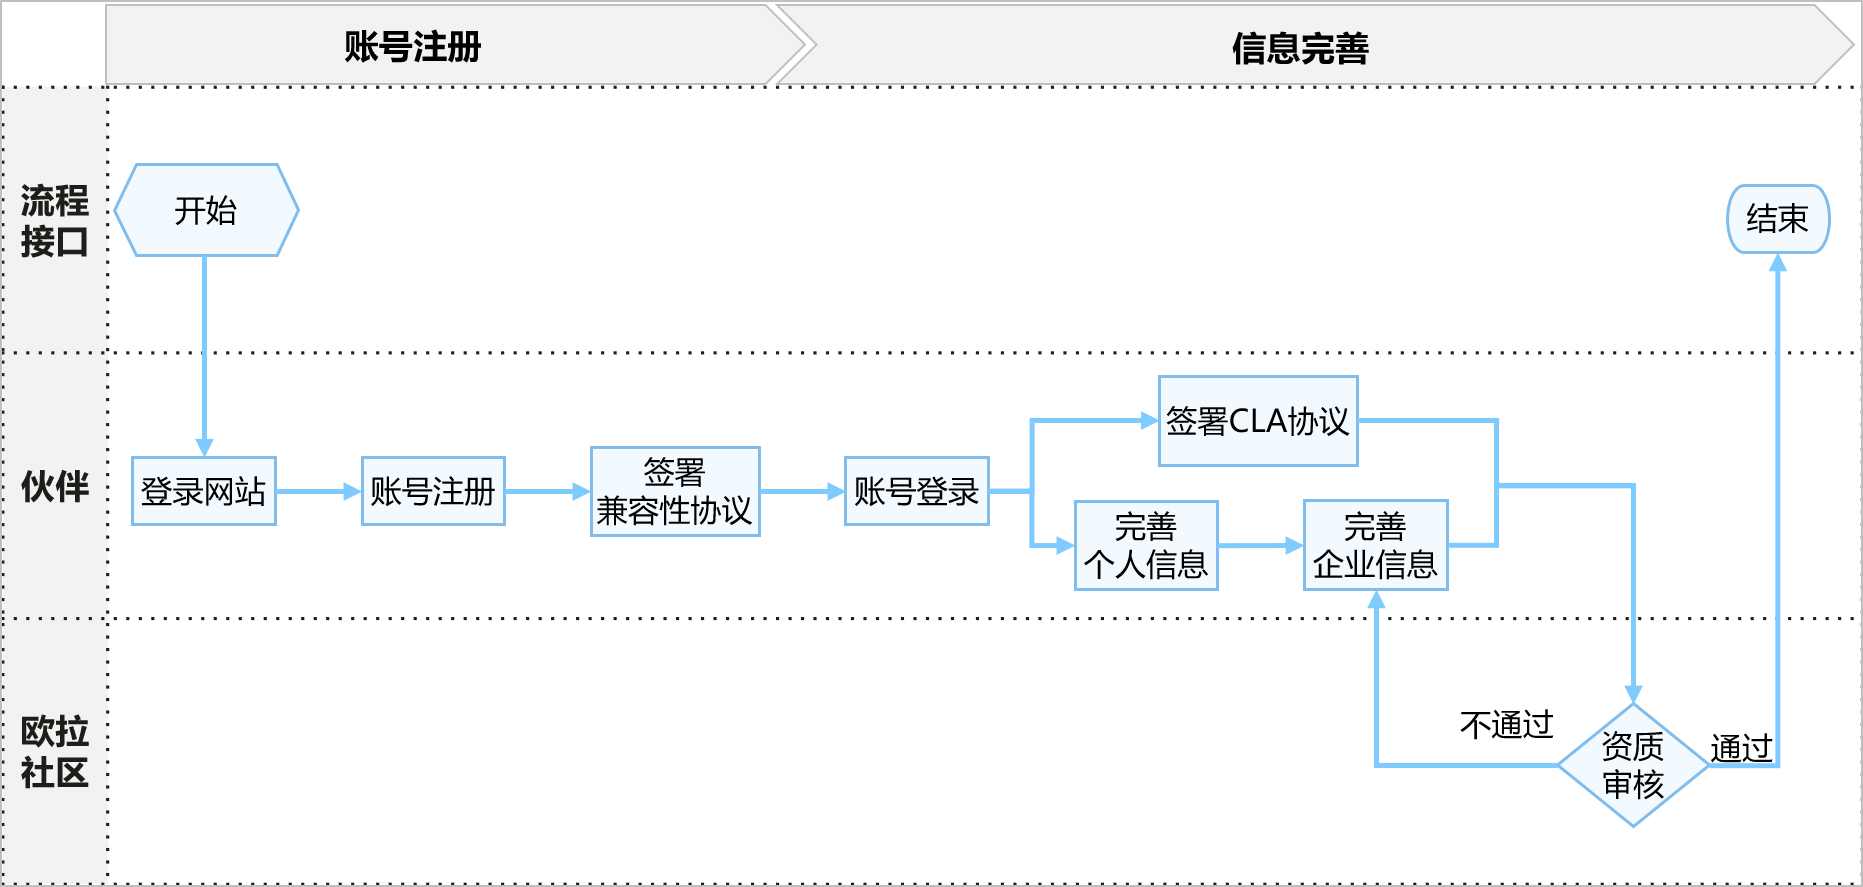 账号注册
信息完善
流程
接口
开始
结束
伙伴
登录网站
账号注册
签署
兼容性协议
账号登录
签署CLA协议
完善
个人信息
完善
企业信息
欧拉
社区
不通过
资质
审核
通过